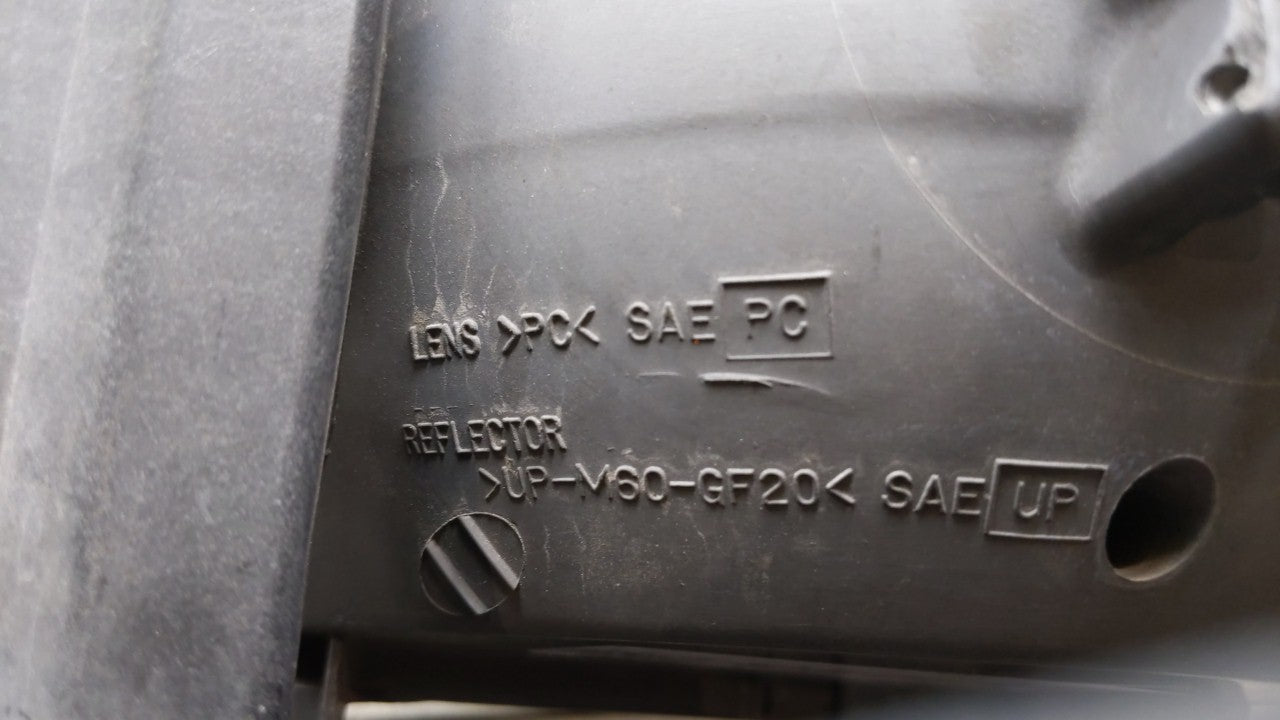 LENS >PC< SAE PC
REFLECTOR
>UP-M60-GF20< SAE UP